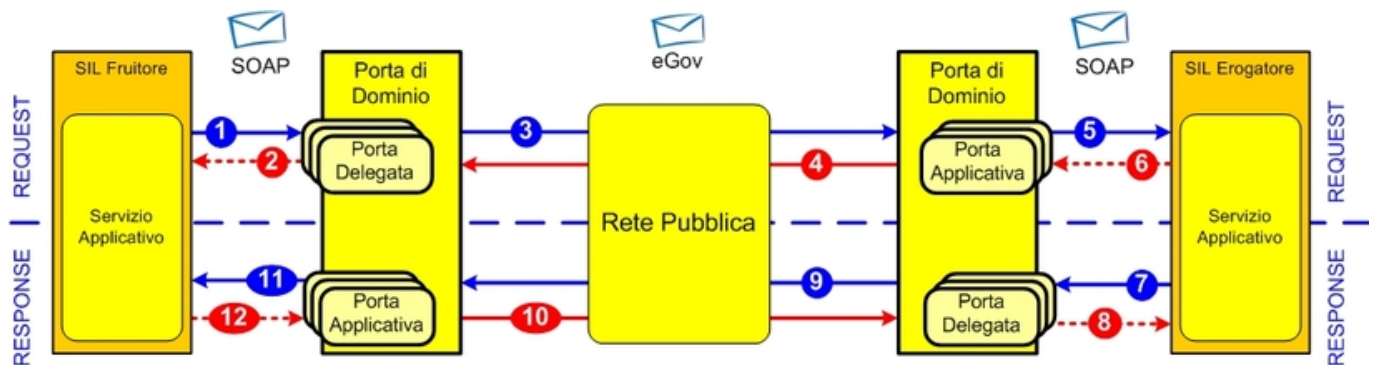 SOAP
eGov
SOAP
SIL Fruitore
Porta di
Dominio
Porta di
Dominio
SIL Erogatore
REQUEST
1
2
Porta
Delegata
3
4
Porta
Applicativa
5
6
REQUEST
Servizio
Applicativo
Rete Pubblica
Servizio
Applicativo
RESPONSE
11
12
Porta
Applicativa
10
9
Porta
Delegata
7
8
RESPONSE